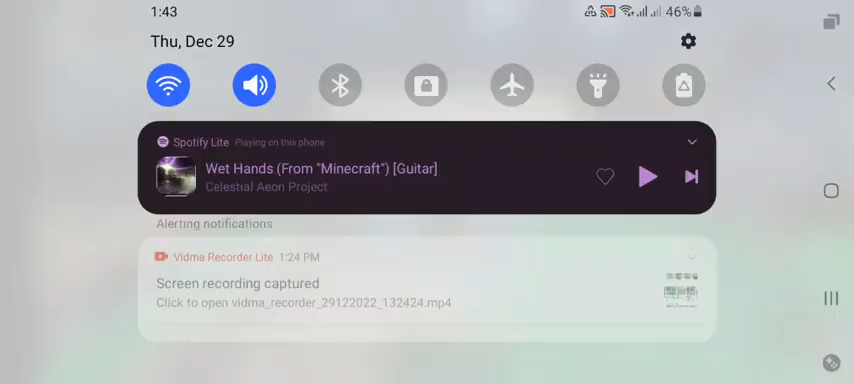 1:43
46%
Thu, Dec 29
Spotify Lite Playing on this phone
Wet Hands (From "Minecraft") [Guitar]
Celestial Aeon Project
Alerting notifications
Vidma Recorder Lite 1:24 PM
Screen recording captured
Click to open vidma_recorder_29122022_132424.mp4